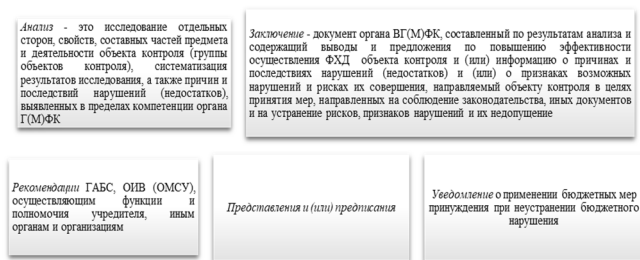 Анализ - это исследование отдельных
сторон, свойств, составных частей предмета
и деятельности объекта контроля (группы
объектов контроля), систематизация
результатов исследования, а также причин и
последствий нарушений (недостатков),
выявленных в пределах компетенции органа
Г(М)ФК
Заключение - документ органа ВГ(М)ФК, составленный по результатам анализа и
содержащий выводы и предложения по повышению эффективности
осуществления ФХД объекта контроля и (или) информацию о причинах и
последствиях нарушений (недостатков) и (или) о признаках возможных
нарушений и рисках их совершения, направляемый объекту контроля в целях
принятия мер, направленных на соблюдение законодательства, иных документов
и на устранение рисков, признаков нарушений и их недопущение
Рекомендации ГАБС, ОИВ (ОМСУ),
осуществляющим функции и
полномочия учредителя, иным
органам и организациям
Представления и (или) предписания
Уведомление о применении бюджетных мер
принуждения при неустранении бюджетного
нарушения